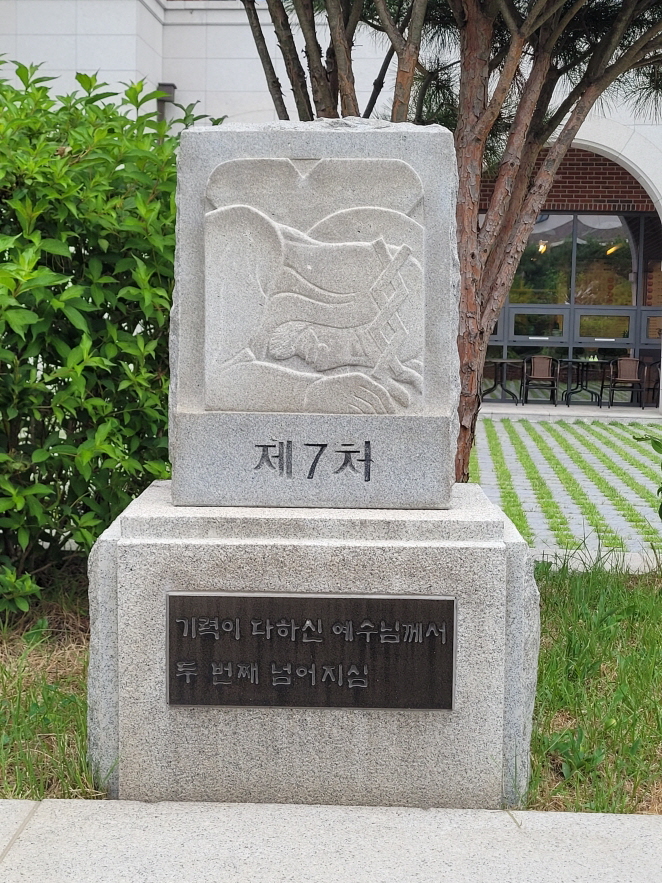 제7처
기력이 다하신 예수님께서
두 번째 넘어지심